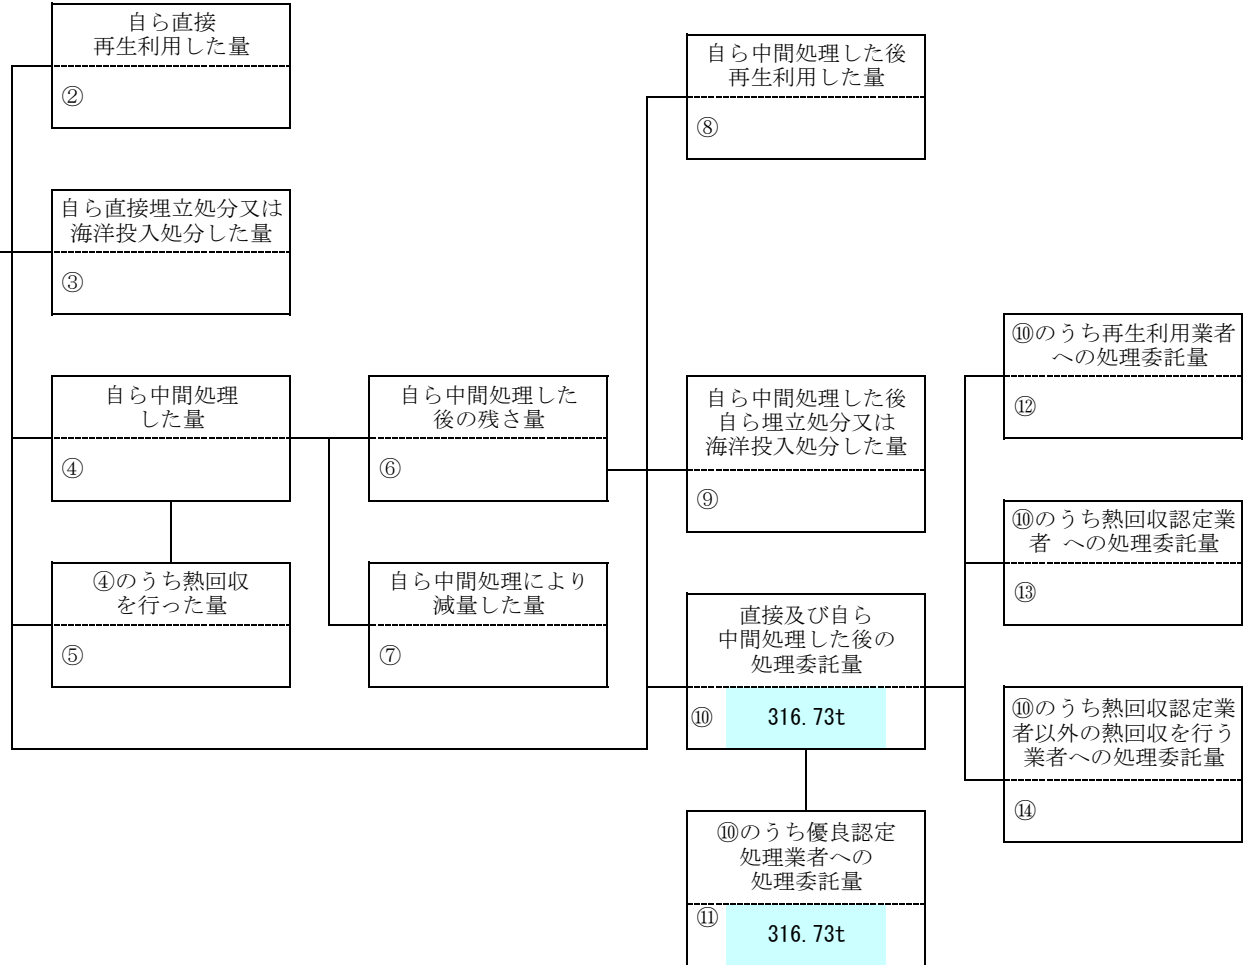 自ら直接
再生利用した量
②
自ら直接埋立処分又は
海洋投入処分した量
③
自ら中間処理
した量
④
④のうち熱回収
を行った量
⑤
自ら中間処理した
後の残さ量
⑥
自ら中間処理により
減量した量
⑦
自ら中間処理した後
再生利用した量
⑧
自ら中間処理した後
自ら埋立処分又は
海洋投入処分した量
⑨
直接及び自ら
中間処理した後の
処理委託量
⑩ 316.73t
⑩のうち優良認定
処理業者への
処理委託量
⑪ 316.73t
⑩のうち再生利用業者
への処理委託量
⑫
⑩のうち熱回収認定業
者 への処理委託量
⑬
⑩のうち熱回収認定業
者以外の熱回収を行う
業者への処理委託量
⑭